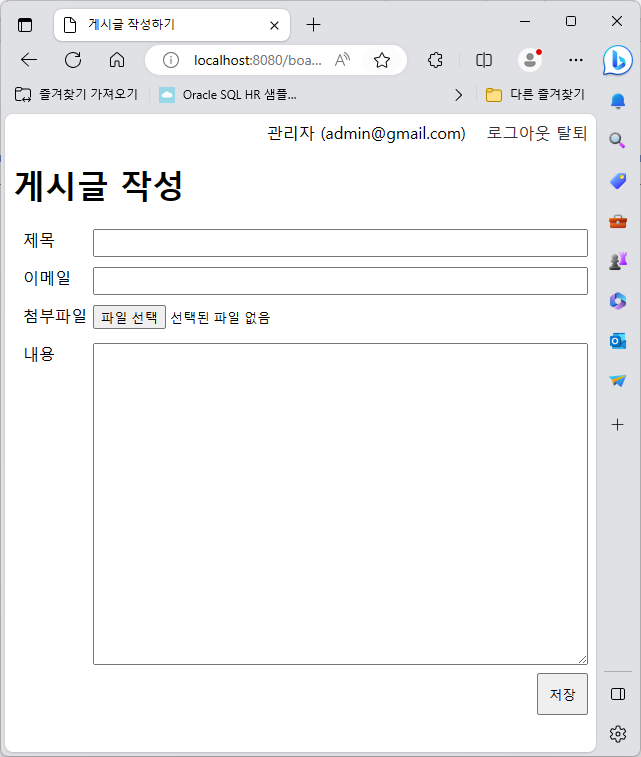 게시글 작성하기
localhost:8080/boa...
즐겨찾기 가져오기 Oracle SQL HR 샘플... 다른 즐겨찾기
관리자 (admin@gmail.com) 로그아웃 탈퇴
게시글 작성
제목
이메일
첨부파일 파일 선택 선택된 파일 없음
내용
저장